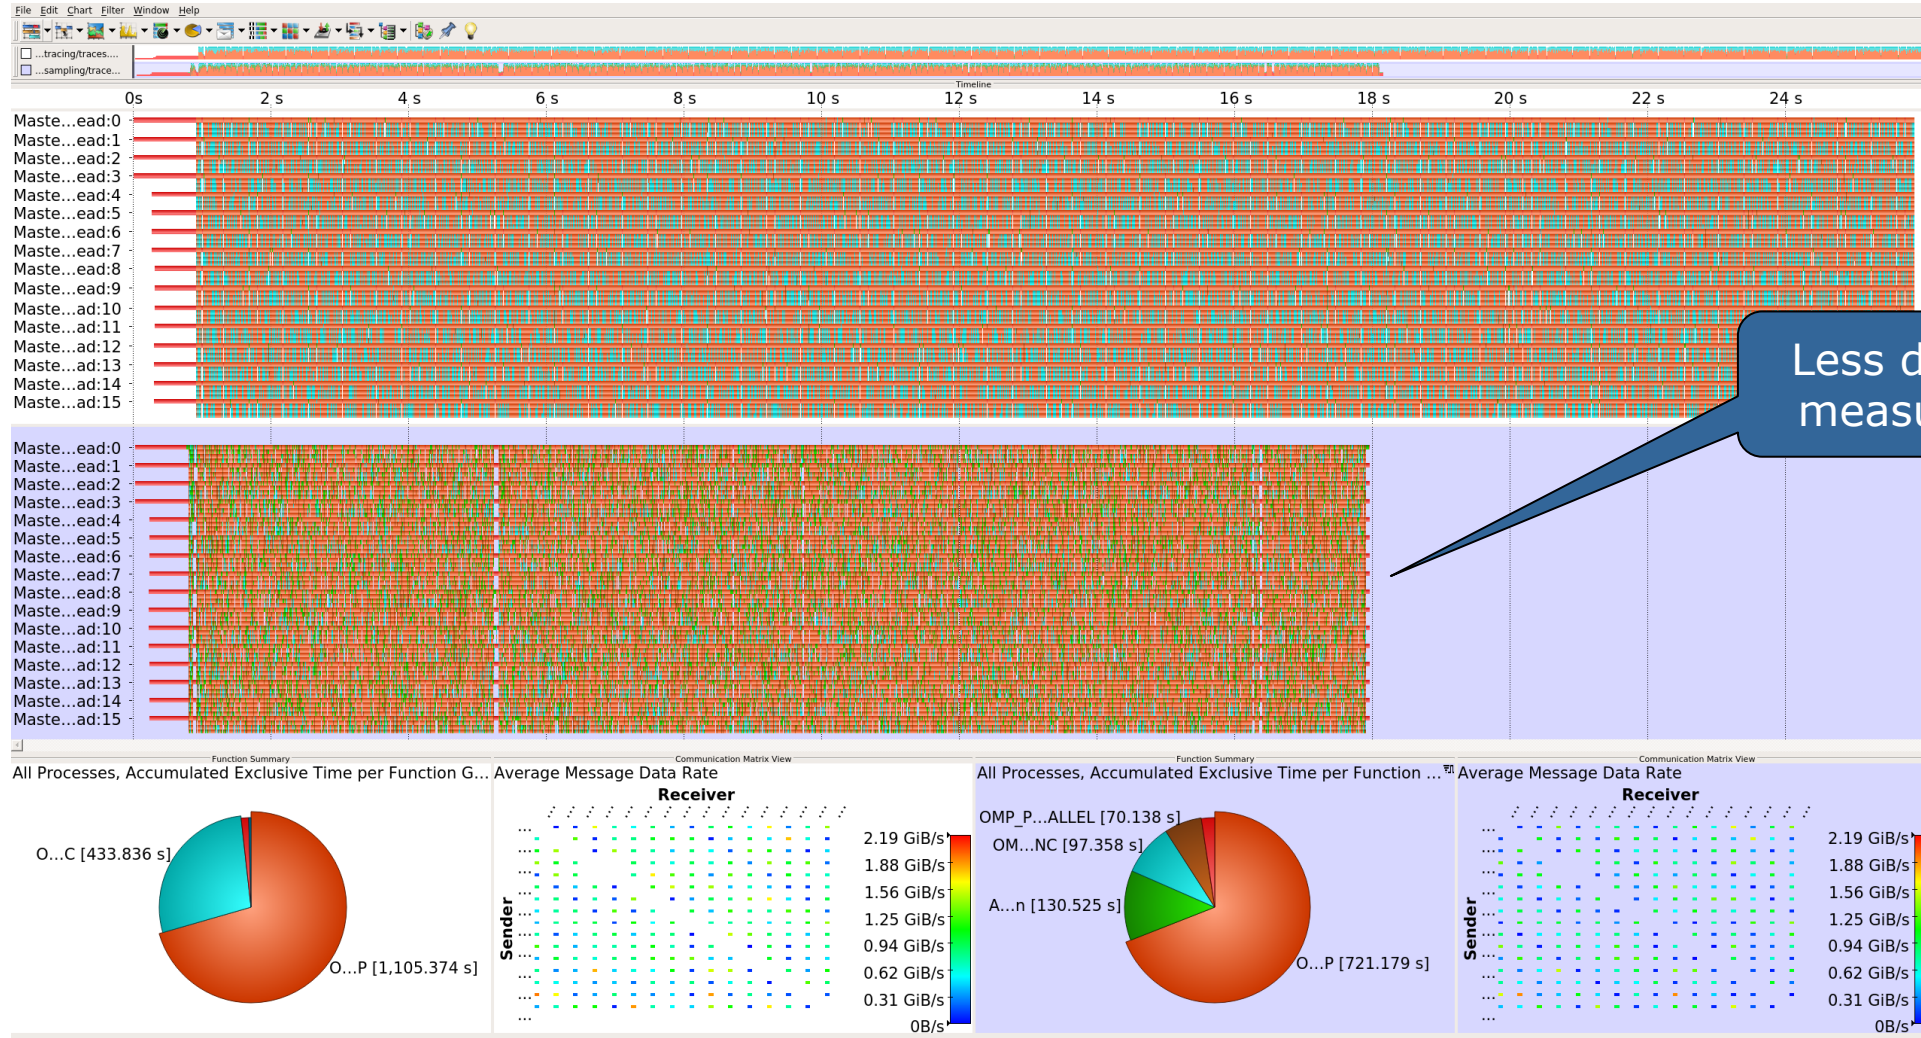 File Edit Chart Filter Window Help
...tracing/traces....
...sampling/trace...
Timeline
0s 2 s 4 s 6 s 8 s 10 s 12 s 14 s 16 s 18 s 20 s 22 s 24 s
Maste...ead:0
Maste...ead:1
Maste...ead:2
Maste...ead:3
Maste...ead:4
Maste...ead:5
Maste...ead:6
Maste...ead:7
Maste...ead:8
Maste...ead:9
Maste...ad:10
Maste...ad:11
Maste...ad:12
Maste...ad:13
Maste...ad:14
Maste...ad:15
Less d
measu
Maste...ead:0
Maste...ead:1
Maste...ead:2
Maste...ead:3
Maste...ead:4
Maste...ead:5
Maste...ead:6
Maste...ead:7
Maste...ead:8
Maste...ead:9
Maste...ad:10
Maste...ad:11
Maste...ad:12
Maste...ad:13
Maste...ad:14
Maste...ad:15
Function Summary
All Processes, Accumulated Exclusive Time per Function G...
O...C [433.836 s]
O...P [1,105.374 s]
Communication Matrix View
Average Message Data Rate
Receiver
Sender
2.19 GiB/s
1.88 GiB/s
1.56 GiB/s
1.25 GiB/s
0.94 GiB/s
0.62 GiB/s
0.31 GiB/s
0B/s
Function Summary
All Processes, Accumulated Exclusive Time per Function ...
OMP_P...ALLEL [70.138 s]
OM...NC [97.358 s]
A...n [130.525 s]
O...P [721.179 s]
Communication Matrix View
Average Message Data Rate
Receiver
Sender
2.19 GiB/s
1.88 GiB/s
1.56 GiB/s
1.25 GiB/s
0.94 GiB/s
0.62 GiB/s
0.31 GiB/s
0B/s